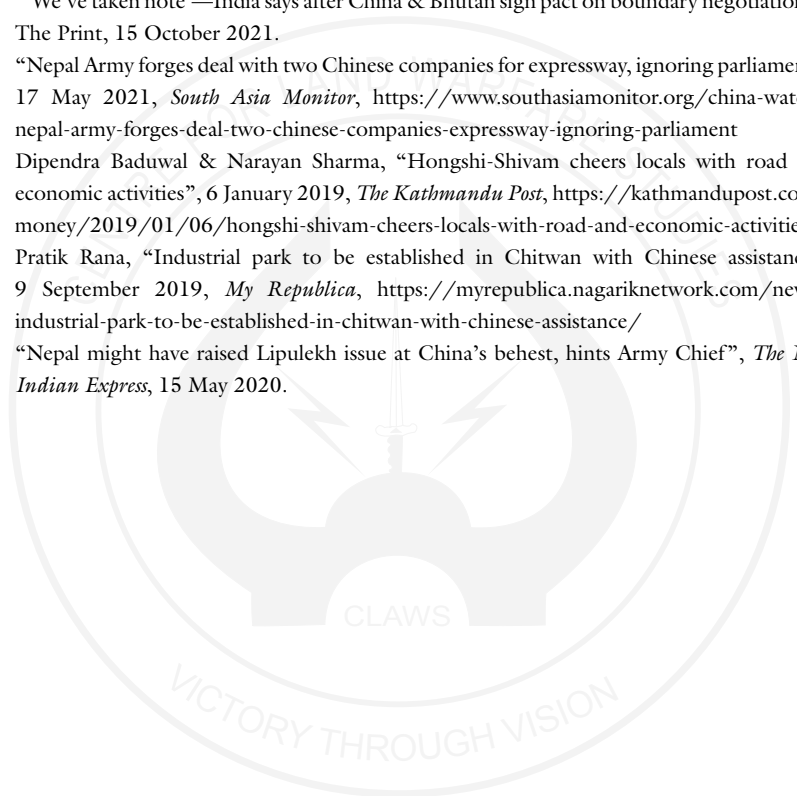 We've taken note'—India says after China & Bhutan sign pact on boundary
The Print, 15 October 2021.
“Nepal Army forges deal with two Chinese companies for expressway, ignoring
17 May 2021, South Asia Monitor, https://www.southasiamonitor.org/china-wat
nepal-army-forges-deal-two-chinese-companies-expressway-ignoring-parliament
Dipendra Baduwal & Narayan Sharma, “Hongshi-Shivam cheers locals with road
economic activities”, 6 January 2019, The Kathmandu Post, https://kathmandupost.co
money/2019/01/06/hongshi-shivam-cheers-locals-with-road-and-economic-activitie
Pratik Rana, “Industrial park to be established in Chitwan with Chinese
9 September 2019, My Republica, https://myrepublica.nagariknetwork.com/nev
industrial-park-to-be-established-in-chitwan-with-chinese-assistance/
“Nepal might have raised Lipulekh issue at China’s behest, hints Army Chief”, The
Indian Express, 15 May 2020.
CENTRE FOR LAND WARFARE STUDIES
CLAWS
VICTORY THROUGH VISION